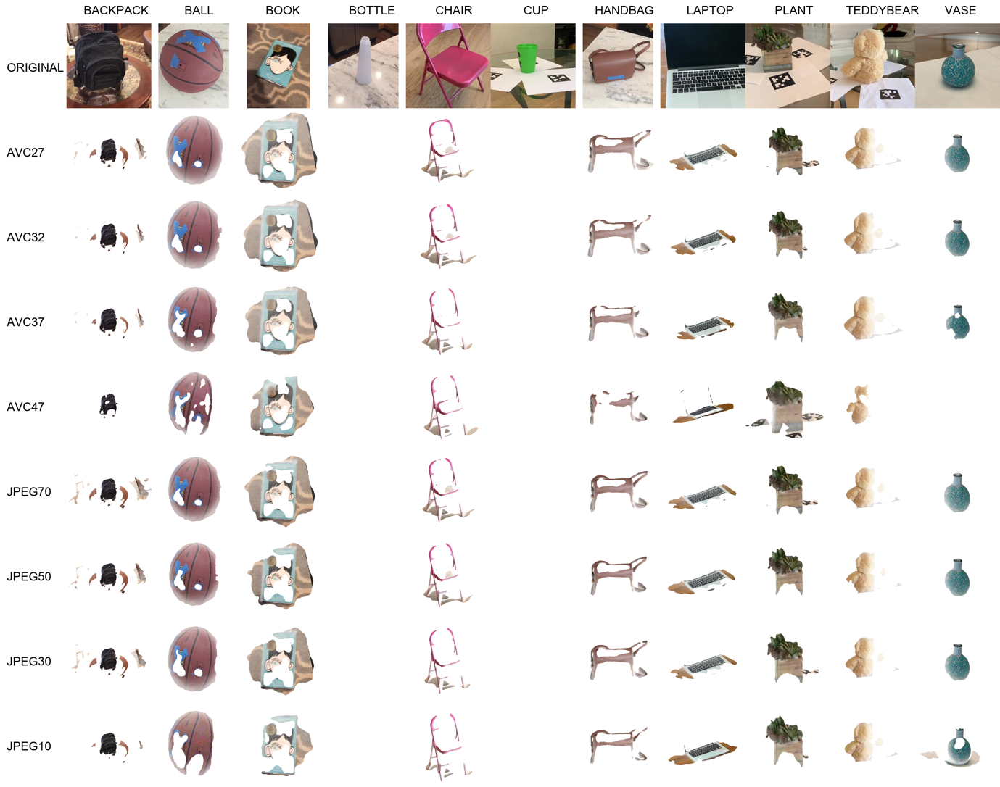 BACKPACK BALL BOOK BOTTLE CHAIR CUP HANDBAG LAPTOP PLANT TEDDYBEAR VASE
ORIGINAL
AVC27
AVC32
AVC37
AVC47
JPEG70
JPEG50
JPEG30
JPEG10